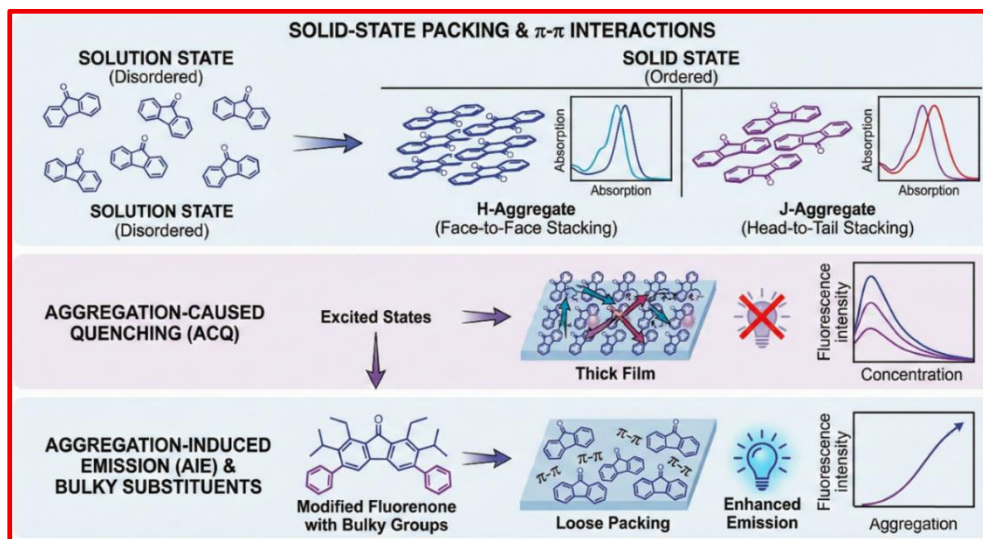 SOLID-STATE PACKING & π-π INTERACTIONS
SOLUTION STATE
(Disordered)
SOLUTION STATE
(Disordered)
SOLID STATE
(Ordered)
Absorption
Absorption
H-Aggregate
(Face-to-Face Stacking)
Absorption
Absorption
J-Aggregate
(Head-to-Tail Stacking)
AGGREGATION-CAUSED
QUENCHING (ACQ)
Excited States
Thick Film
Fluorescence
intensity
Concentration
AGGREGATION-INDUCED
EMISSION (AIE) &
BULKY SUBSTITUENTS
O
Modified Fluorenone
with Bulky Groups
π-π
π-π
π-π
π-π
Loose Packing
Enhanced
Emission
Fluorescence
intensity
Aggregation